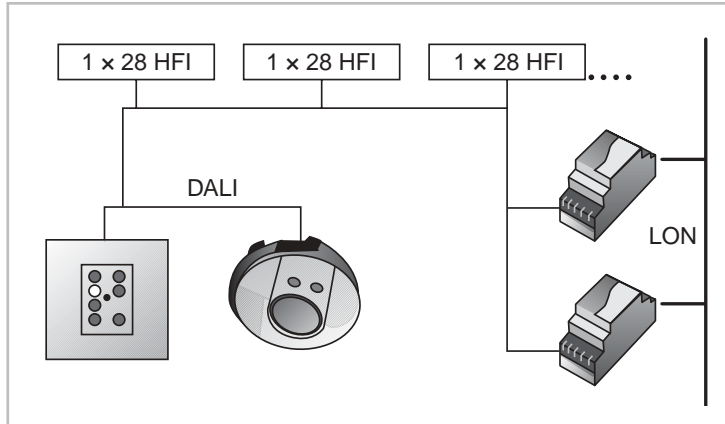 1 × 28 HFI
1 × 28 HFI
1 × 28 HFI
....
DALI
LON